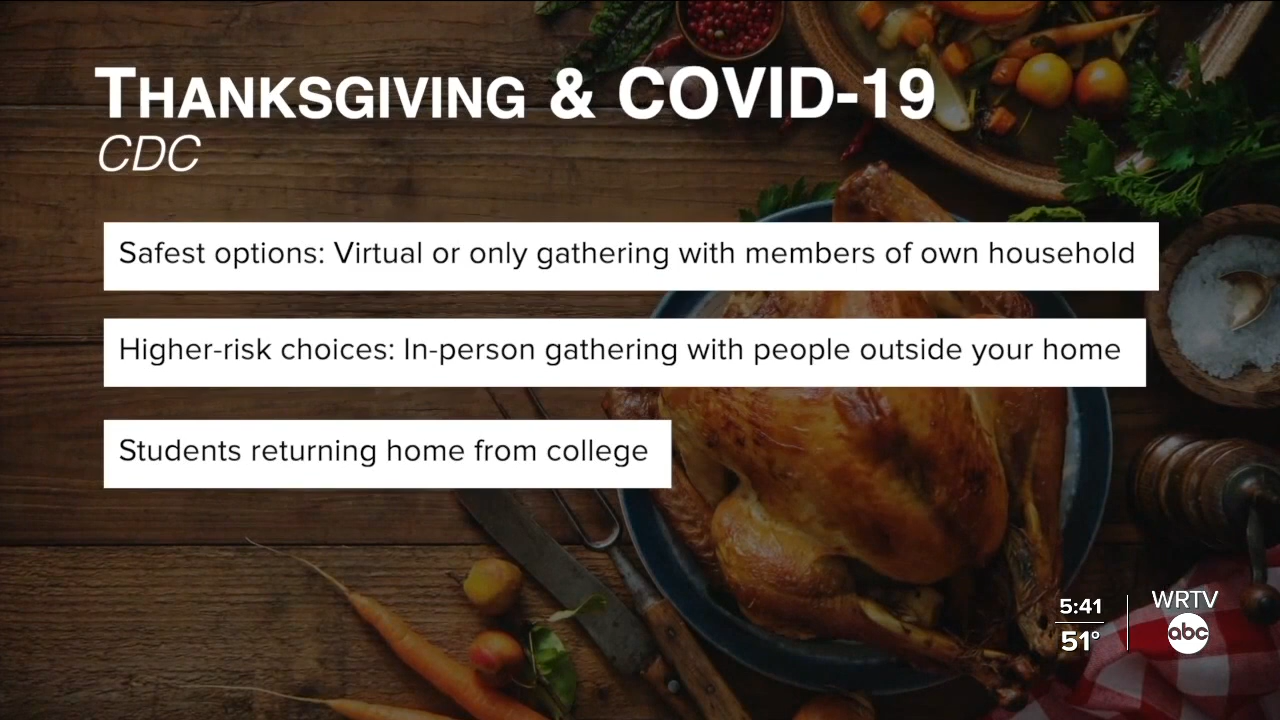 THANKSGIVING & COVID-19
CDC
Safest options: Virtual or only gathering with members of own household
Higher-risk choices: In-person gathering with people outside your home
Students returning home from college
5:41
51°
WRTV
abc